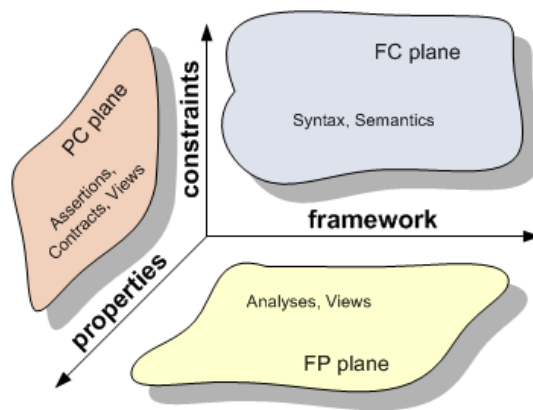 FC plane
PC plane
constraints
Syntax, Semantics
Assertions,
Contracts, Views
framework
properties
Analyses, Views
FP plane